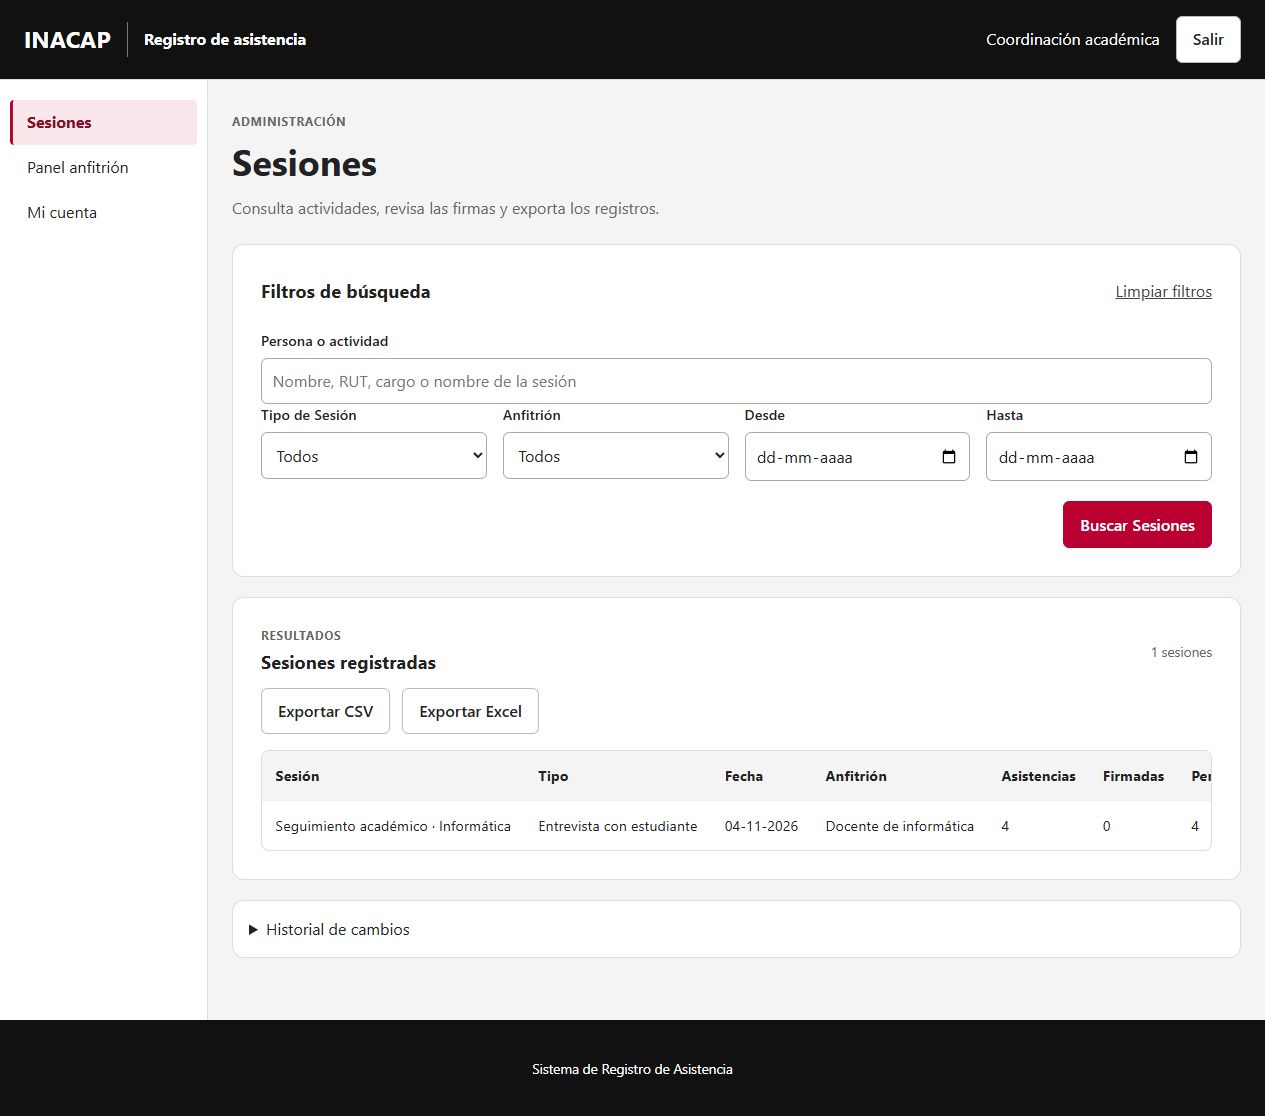 INACAP
Registro de asistencia
Coordinación académica
Salir
Sesiones
Panel anfitrión
Mi cuenta
ADMINISTRACIÓN
Sesiones
Consulta actividades, revisa las firmas y exporta los registros.
Filtros de búsqueda
Limpiar filtros
Persona o actividad
Nombre, RUT, cargo o nombre de la sesión
Tipo de Sesión Anfitrión Desde Hasta
Todos Todos dd-mm-aaaa dd-mm-aaaa
Buscar Sesiones
RESULTADOS
Sesiones registradas
1 sesiones
Exportar CSV Exportar Excel
Sesión Tipo Fecha Anfitrión Asistencias Firmadas
Seguimiento académico · Informática Entrevista con estudiante 04-11-2026 Docente de informática 4 0 4
Historial de cambios
Sistema de Registro de Asistencia